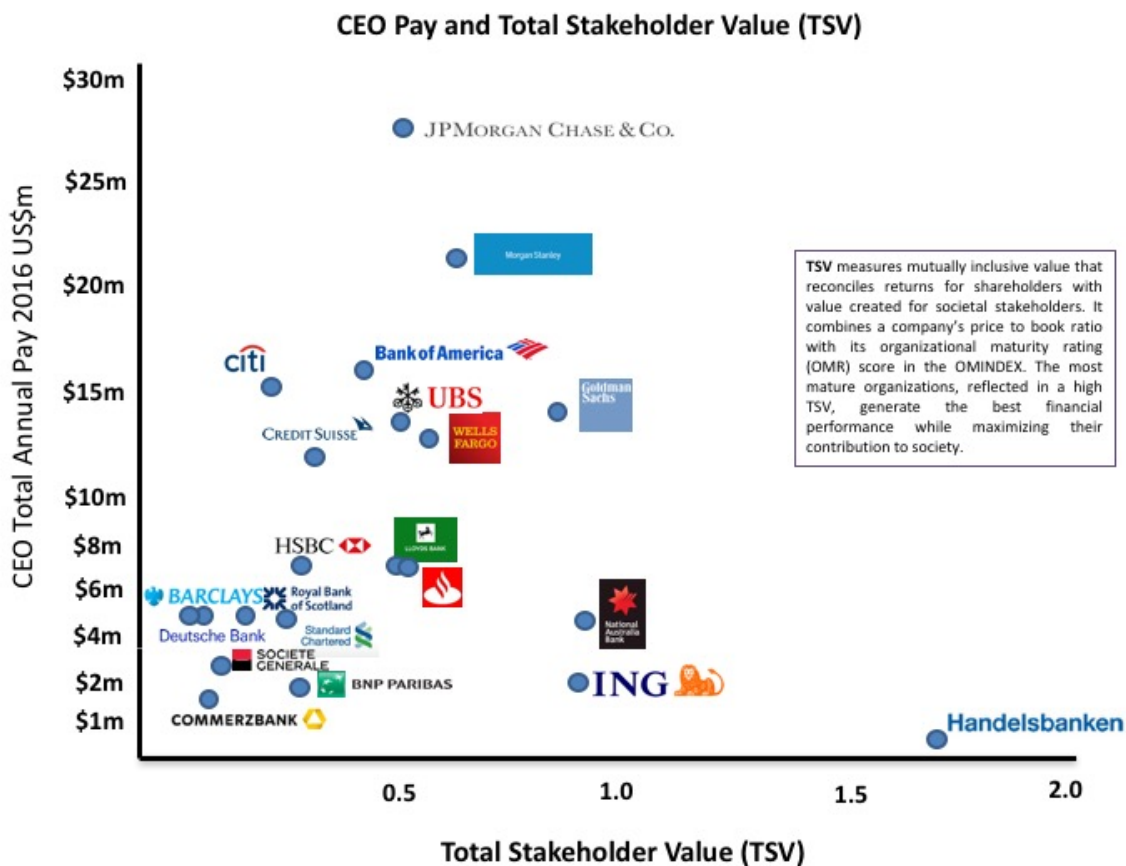 CEO Pay and Total Stakeholder Value (TSV)
CEO Total Annual Pay 2016 US$m
$30m
JPMORGAN CHASE & CO.
$25m
Morgan Stanley
$20m
TSV measures mutually inclusive value that
reconciles returns for shareholders with
value created for societal stakeholders. It
combines a company's price to book ratio
with its organizational maturity rating
(OMR) score in the OMINDEX. The most
mature organizations, reflected in a high
TSV, generate the best financial
performance while maximizing their
contribution to society.
citi
Bank of America
$15m
UBS
Goldman
Sachs
CREDIT SUISSE
WELLS
FARGO
$10m
HSBC
LLOYDS BANK
$8m
$6m
BARCLAYS
Royal Bank
of Scotland
National
Australia
Bank
$4m
Deutsche Bank
Standard
Chartered
SOCIETE
GENERALE
$2m
BNP PARIBAS
ING
$1m
COMMERZBANK
Handelsbanken
0.5
1.0
1.5
2.0
Total Stakeholder Value (TSV)